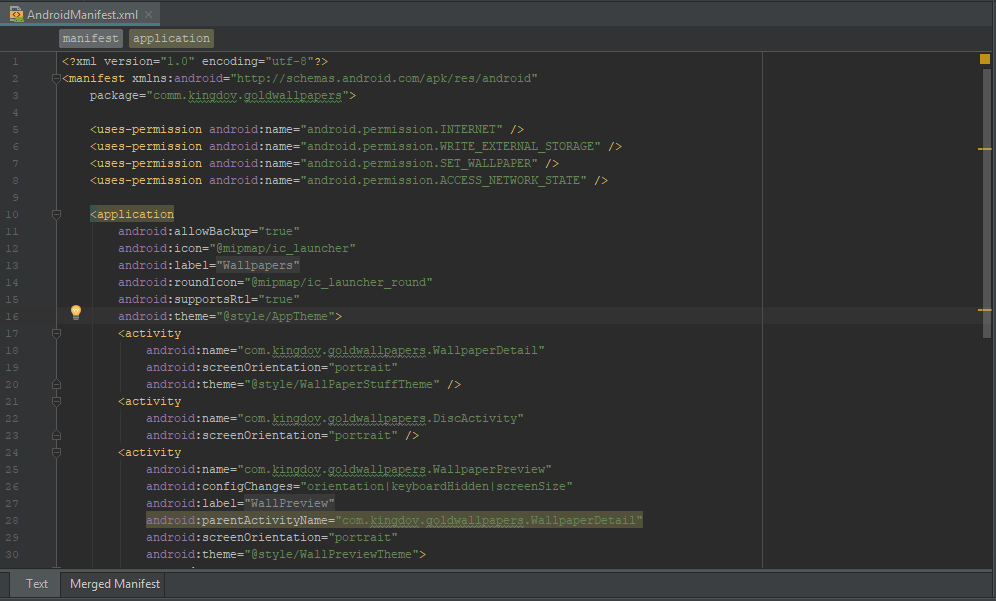 AndroidManifest.xml
manifest application
1 <?xml version="1.0" encoding="utf-8"?>
2 <manifest xmlns:android="http://schemas.android.com/apk/res/android"
3 package="comm.kingdov.goldwallpapers">
4
5 <uses-permission android:name="android.permission.INTERNET" />
6 <uses-permission android:name="android.permission.WRITE_EXTERNAL_STORAGE" />
7 <uses-permission android:name="android.permission.SET_WALLPAPER" />
8 <uses-permission android:name="android.permission.ACCESS_NETWORK_STATE" />
9
10 <application
11 android:allowBackup="true"
12 android:icon="@mipmap/ic_launcher"
13 android:label="Wallpapers"
14 android:roundIcon="@mipmap/ic_launcher_round"
15 android:supportsRtl="true"
16 android:theme="@style/AppTheme">
17 <activity
18 android:name="com.kingdov.goldwallpapers.WallpaperDetail"
19 android:screenOrientation="portrait"
20 android:theme="@style/WallPaperStuffTheme" />
21 <activity
22 android:name="com.kingdov.goldwallpapers.DiscActivity"
23 android:screenOrientation="portrait" />
24 <activity
25 android:name="com.kingdov.goldwallpapers.WallpaperPreview"
26 android:configChanges="orientation|keyboardHidden|screenSize"
27 android:label="WallPreview"
28 android:parentActivityName="com.kingdov.goldwallpapers.WallpaperDetail"
29 android:screenOrientation="portrait"
30 android:theme="@style/WallPreviewTheme">
Text Merged Manifest